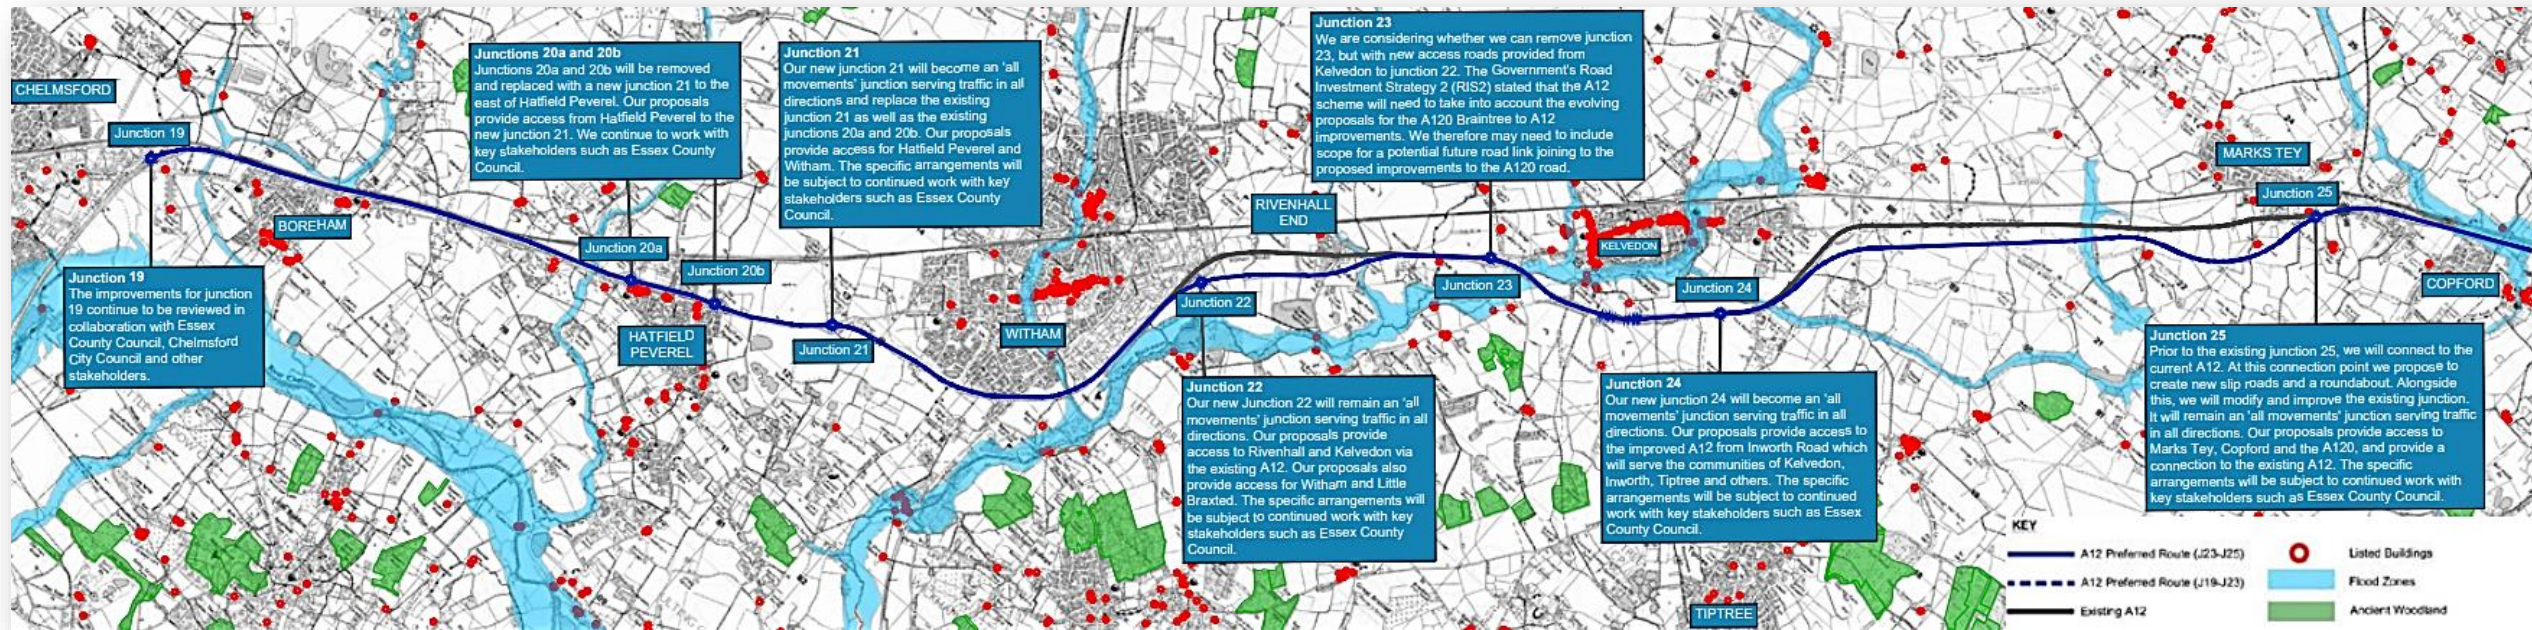 CHELMSFORD
Junction 19
BOREHAM
Junction 19
The improvements for junction
19 continue to be reviewed in
collaboration with Essex
County Council, Chelmsford
City Council and other
stakeholders.
Junctions 20a and 20b
Junctions 20a and 20b will be removed
and replaced with a new junction 21 to the
east of Hatfield Peverel. Our proposals
provide access from Hatfield Peverel to the
new junction 21. We continue to work with
key stakeholders such as Essex County
Council.
Junction 20a
Junction 20b
HATFIELD
PEVEREL
Junction 21
Our new junction 21 will become an 'all
movements' junction serving traffic in all
directions and replace the existing
junction 21 as well as the existing
junctions 20a and 20b. Our proposals
provide access for Hatfield Peverel and
Witham. The specific arrangements will
be subject to continued work with key
stakeholders such as Essex County
Council.
Junction 21
WITHAM
RIVENHALL
END
Junction 22
Junction 22
Our new Junction 22 will remain an 'all
movements' junction serving traffic in all
directions. Our proposals provide
access to Rivenhall and Kelvedon via
the existing A12. Our proposals also
provide access for Witham and Little
Braxted. The specific arrangements will
be subject to continued work with key
stakeholders such as Essex County
Council.
Junction 23
We are considering whether we can remove junction
23, but with new access roads provided from
Kelvedon to junction 22. The Government's Road
Investment Strategy 2 (RIS2) stated that the A12
scheme will need to take into account the evolving
proposals for the A120 Braintree to A12
improvements. We therefore may need to include
scope for a potential future road link joining to the
proposed improvements to the A120 road.
Junction 23
KELVEDON
Junction 24
Junction 24
Our new junction 24 will become an 'all
movements' junction serving traffic in all
directions. Our proposals provide access to
the improved A12 from Inworth Road which
will serve the communities of Kelvedon,
Inworth, Tiptree and others. The specific
arrangements will be subject to continued
work with key stakeholders such as Essex
County Council.
TIPTREE
MARKS TEY
Junction 25
COPFORD
Junction 25
Prior to the existing junction 25, we will connect to the
current A12. At this connection point we propose to
create new slip roads and a roundabout. Alongside
this, we will modify and improve the existing junction.
It will remain an 'all movements' junction serving traffic
in all directions. Our proposals provide access to
Marks Tey, Copford and the A120, and provide a
connection to the existing A12. The specific
arrangements will be subject to continued work with
key stakeholders such as Essex County Council.
KEY
A12 Preferred Route (J23-J25)
A12 Preferred Route (J19-J23)
Existing A12
Listed Buildings
Flood Zones
Ancient Woodland